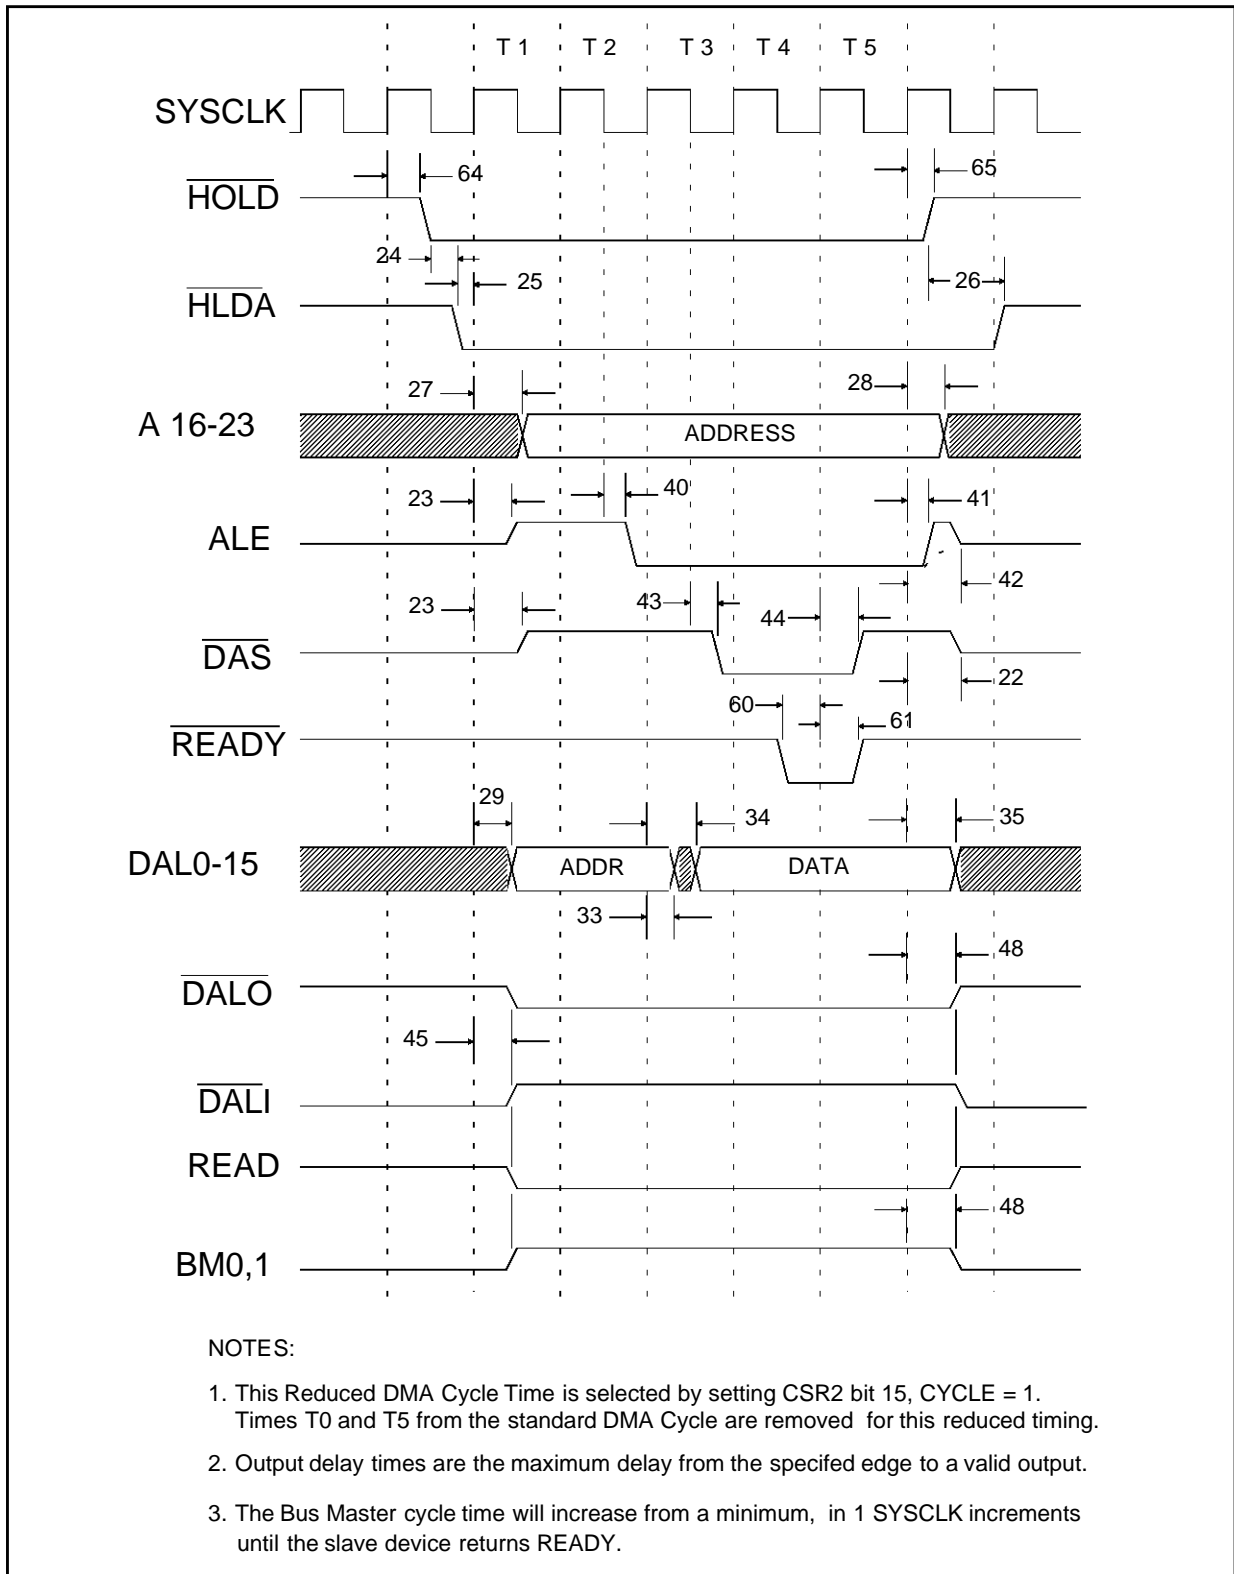 T 1 T 2 T 3 T 4 T 5
SYSCLK
64 65
HOLD
24
25 26
HLDA
27 28
A 16-23 ADDRESS
23 40 41
ALE
42
23 43 44
DAS
22
60 61
READY
29 34 35
DAL0-15 ADDR DATA
33
48
DALO
45
DALI
READ
48
BM0,1
NOTES:
1. This Reduced DMA Cycle Time is selected by setting CSR2 bit 15, CYCLE = 1.
Times T0 and T5 from the standard DMA Cycle are removed for this reduced timing.
2. Output delay times are the maximum delay from the specifed edge to a valid output.
3. The Bus Master cycle time will increase from a minimum, in 1 SYSCLK increments
until the slave device returns READY.